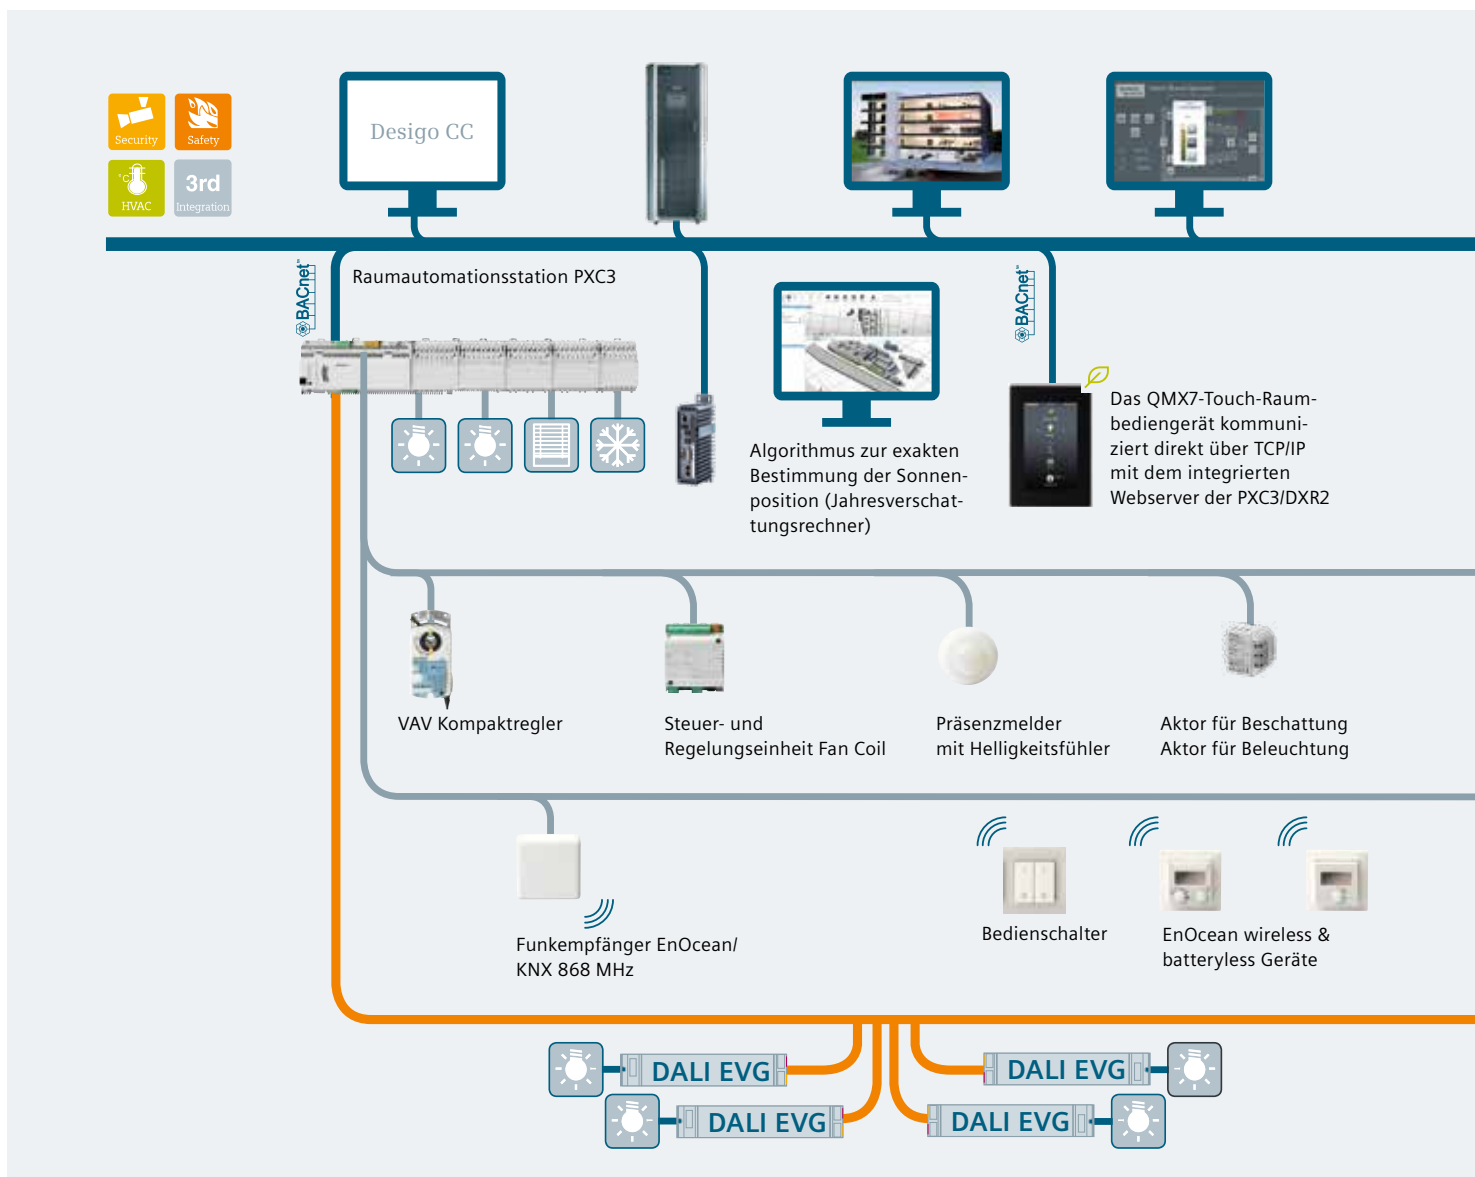 Security
Safety
°C
HVAC
3rd
Integration
Desigo CC
BACnet™
Raumautomationsstation PXC3
BACnet™
Algorithmus zur exakten
Bestimmung der Sonnen-
position (Jahresverschat-
tungsrechner)
Das QMX7-Touch-Raum-
bediengerät kommuni-
ziert direkt über TCP/IP
mit dem integrierten
Webserver der PXC3/DXR2
VAV Kompaktregler
Steuer- und
Regelungseinheit Fan Coil
Präsenzmelder
mit Helligkeitsfühler
Aktor für Beschattung
Aktor für Beleuchtung
Funkempfänger EnOcean/
KNX 868 MHz
Bedienschalter
EnOcean wireless &
batteryless Geräte
DALI EVG
DALI EVG
DALI EVG
DALI EVG